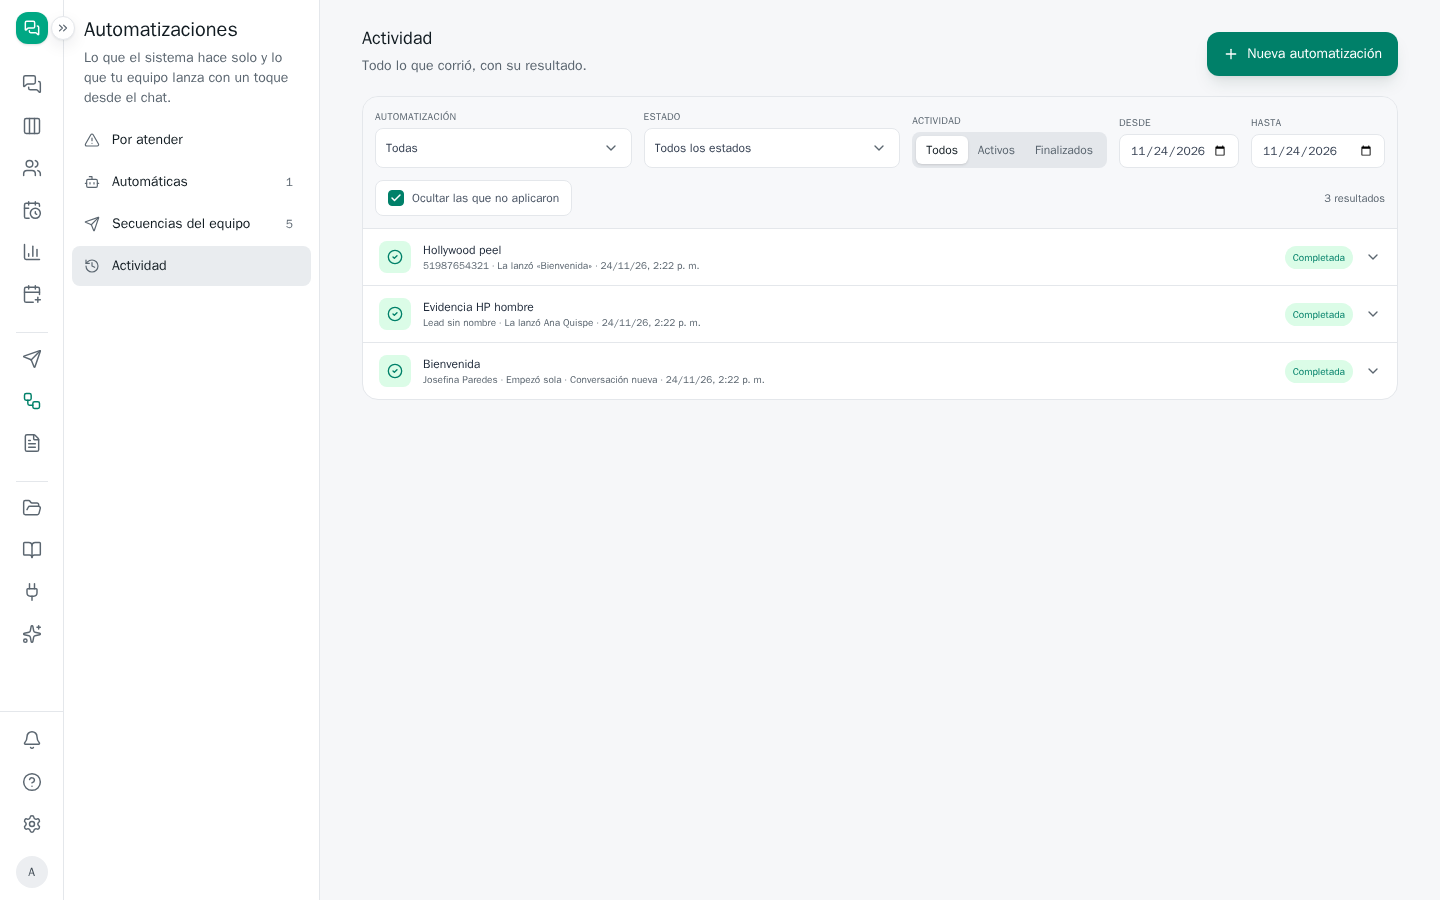 Automatizaciones
Lo que el sistema hace solo y lo
que tu equipo lanza con un toque
desde el chat.
Por atender
Automáticas 1
Secuencias del equipo 5
Actividad
A
Actividad
Todo lo que corrió, con su resultado.
Nueva automatización
AUTOMATIZACIÓN
Todas
ESTADO
Todos los estados
ACTIVIDAD
Todos Activos Finalizados
DESDE
11/24/2026
HASTA
11/24/2026
Ocultar las que no aplicaron
3 resultados
Hollywood peel
51987654321 · La lanzó «Bienvenida» · 24/11/26, 2:22 p. m.
Completada
Evidencia HP hombre
Lead sin nombre · La lanzó Ana Quispe · 24/11/26, 2:22 p. m.
Completada
Bienvenida
Josefina Paredes · Empezó sola · Conversación nueva · 24/11/26, 2:22 p. m.
Completada